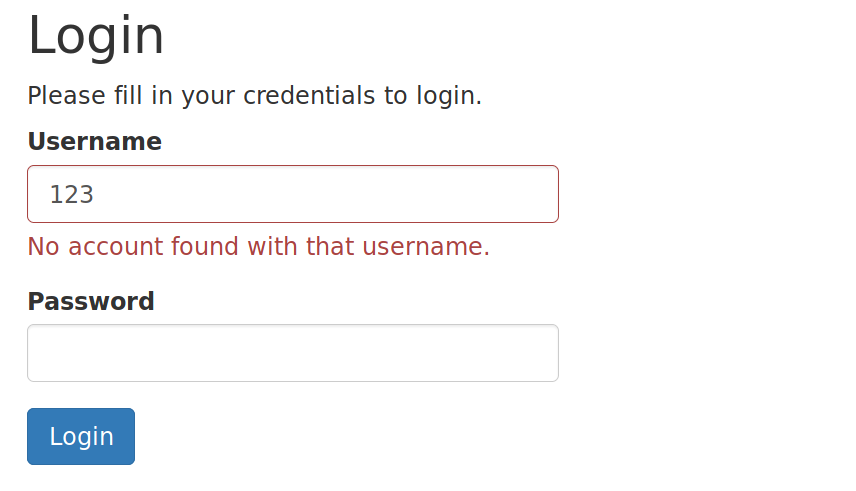 Login
Please fill in your credentials to login.
Username
123
No account found with that username.
Password
Login